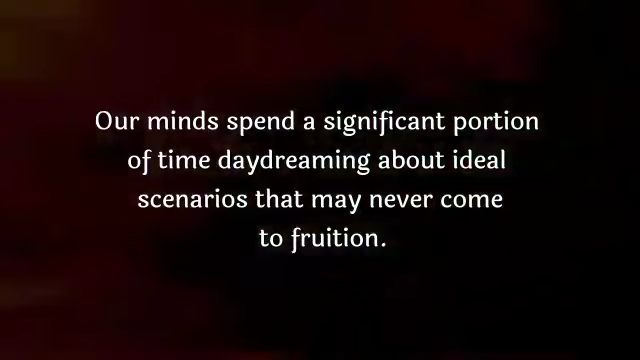 Our minds spend a significant portion
of time daydreaming about ideal
scenarios that may never come
to fruition.